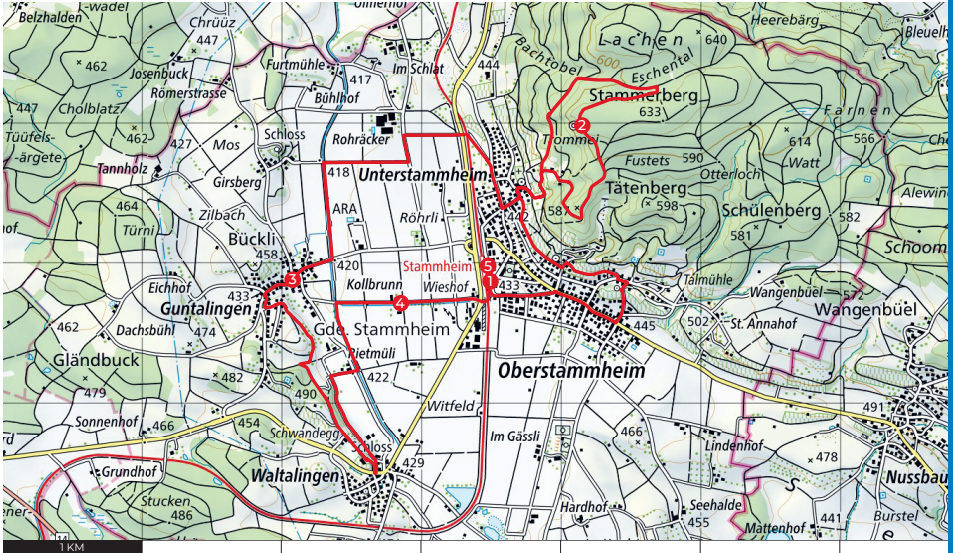 -wadel
Belzhalden
Chrüüz
447
462
Josenbuck
Römerstrasse
Furtmühle
417
Im Schlat
444
Bachtobel
Lachen
600
640
Eschental
Heerebärg
Stammerberg
633
Farnen
447
Cholblatz
Bühlhof
462
427
Mos
Schloss
Rohräcker
2
614
Watt
566
Tüüfels-
-ärgete-
Tannholz
Girsberg
418
Unterstammheim
Fustets
590
Otterloch
Tätenberg
598
Alewin
464
Türni
Zilbach
ARA
Röhrli
442
587
Schülenberg
581
582
Schoom
Bückli
458
420
Stammheim
5
1
Eichhof
433
3
Kollbrunn
Wieshof
433
Talmühle
Wangenbüel
572
Guntalingen
4
Wangenbüel
462
Dachsbühl
474
Gde. Stammheim
445
502
St. Annahof
Gländbuck
Rietmüli
479
482
422
Oberstammheim
490
Sonnenhof
466
454
Schwandegg
Witfeld
Im Gässli
466
Lindenhof
491
Schloss
Grundhof
Waltalingen
429
478
Nussbau
Stucken
486
Hardhof
Seehalde
455
Mattenhof
441
Burstel
14
1 KM